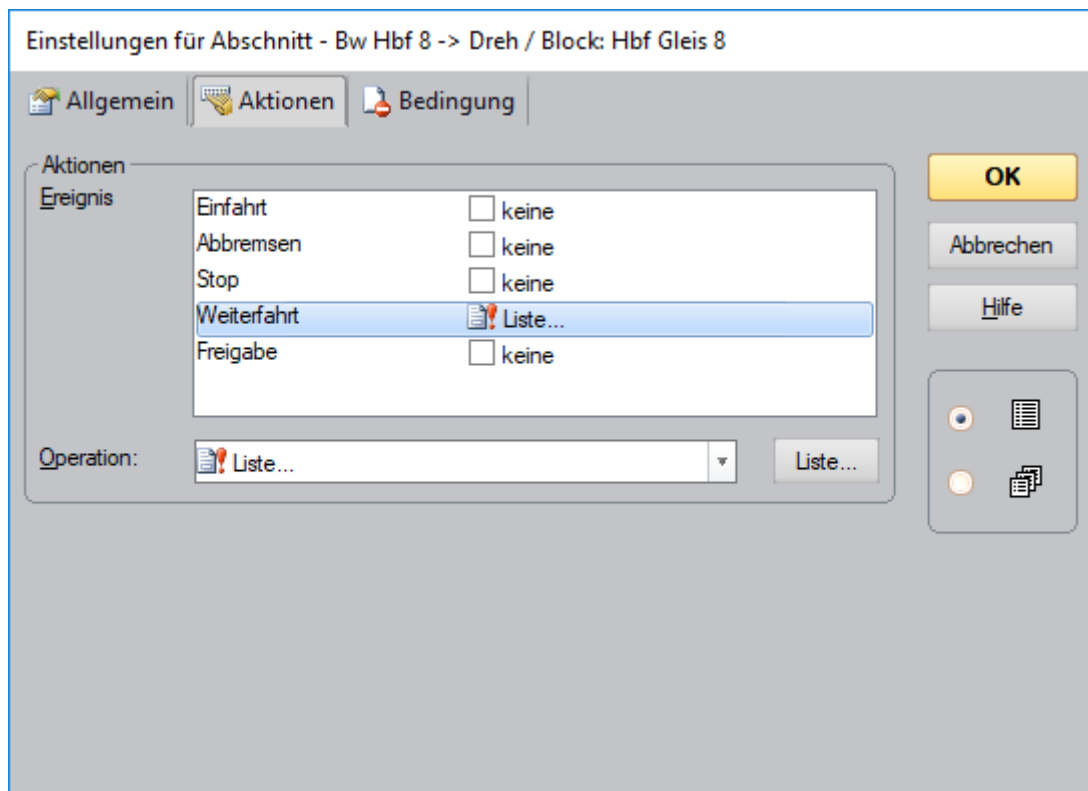 Einstellungen für Abschnitt - Bw Hbf 8 -> Dreh / Block: Hbf Gleis 8
Allgemein
Aktionen
Bedingung
Aktionen
Ereignis
Einfahrt keine
Abbremsen keine
Stop keine
Weiterfahrt Liste...
Freigabe keine
Operation: Liste... Liste...
OK
Abbrechen
Hilfe